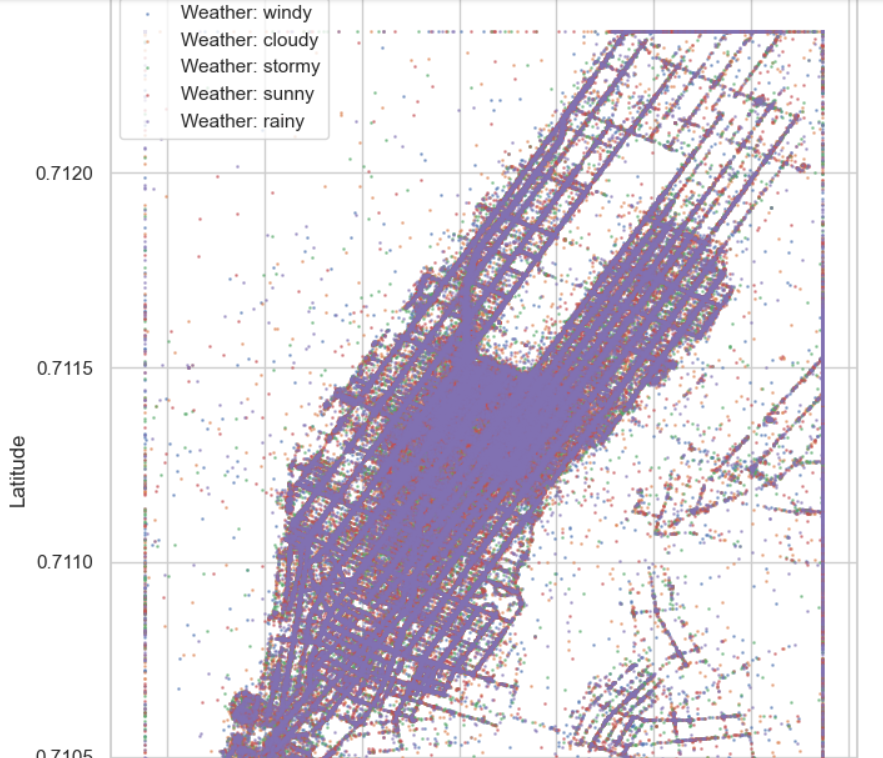 Weather: windy
Weather: cloudy
Weather: stormy
Weather: sunny
Weather: rainy
0.7120
0.7115
Latitude
0.7110
0.7105